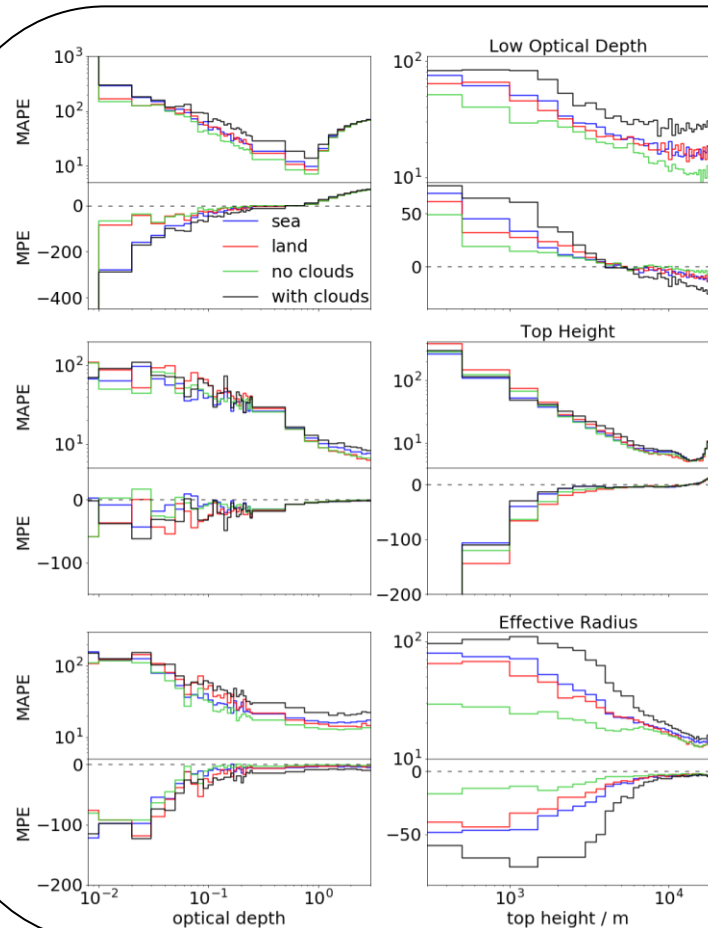 Low Optical Depth
10³
10²
10¹
MAPE
10²
10¹
0
−200
−400
MPE
sea
land
no clouds
with clouds
50
0
Top Height
10²
10¹
MAPE
10²
10¹
0
−100
MPE
0
−100
−200
Effective Radius
10²
10¹
MAPE
10²
10¹
0
−100
−200
MPE
0
−50
10⁻² 10⁻¹ 10⁰
optical depth
10³ 10⁴
top height / m